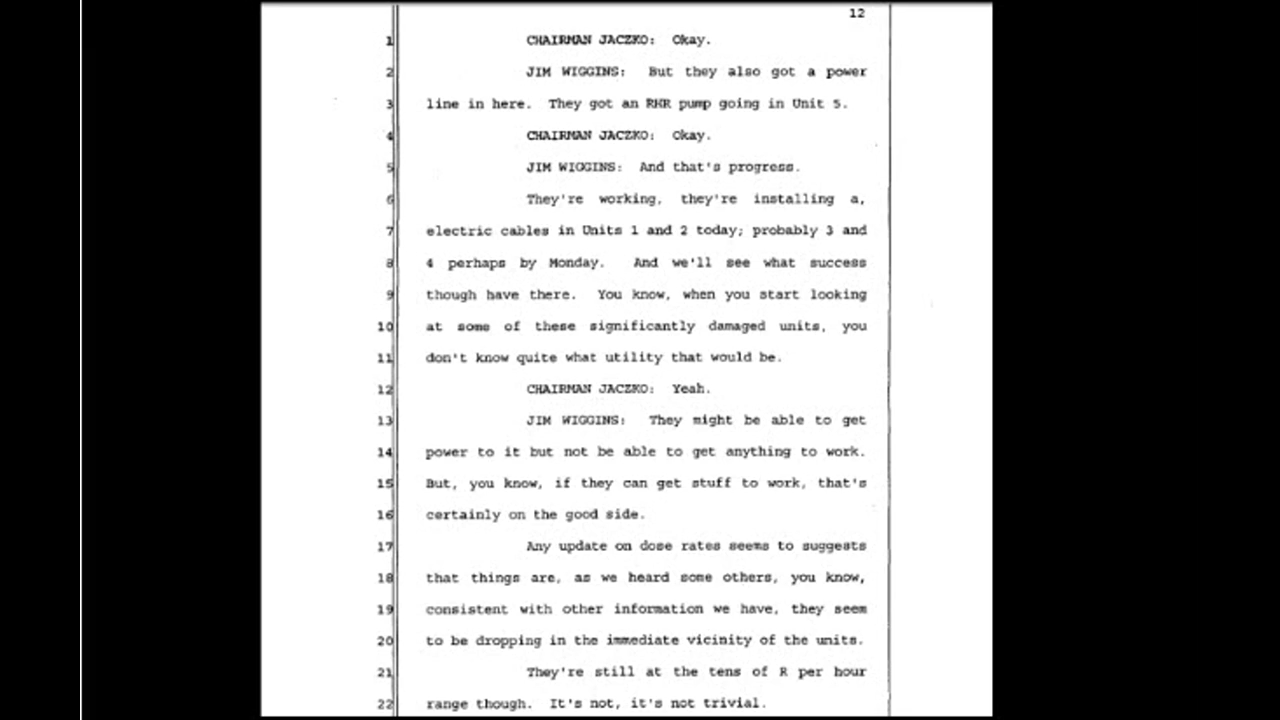 12
1 CHAIRMAN JACZKO: Okay.
2 JIM WIGGINS: But they also got a power
3 line in here. They got an RHR pump going in Unit 5.
4 CHAIRMAN JACZKO: Okay.
5 JIM WIGGINS: And that's progress.
6 They're working, they're installing a,
7 electric cables in Units 1 and 2 today; probably 3 and
8 4 perhaps by Monday. And we'll see what success
9 though have there. You know, when you start looking
10 at some of these significantly damaged units, you
11 don't know quite what utility that would be.
12 CHAIRMAN JACZKO: Yeah.
13 JIM WIGGINS: They might be able to get
14 power to it but not be able to get anything to work.
15 But, you know, if they can get stuff to work, that's
16 certainly on the good side.
17 Any update on dose rates seems to suggests
18 that things are, as we heard some others, you know,
19 consistent with other information we have, they seem
20 to be dropping in the immediate vicinity of the units.
21 They're still at the tens of R per hour
22 range though. It's not, it's not trivial.